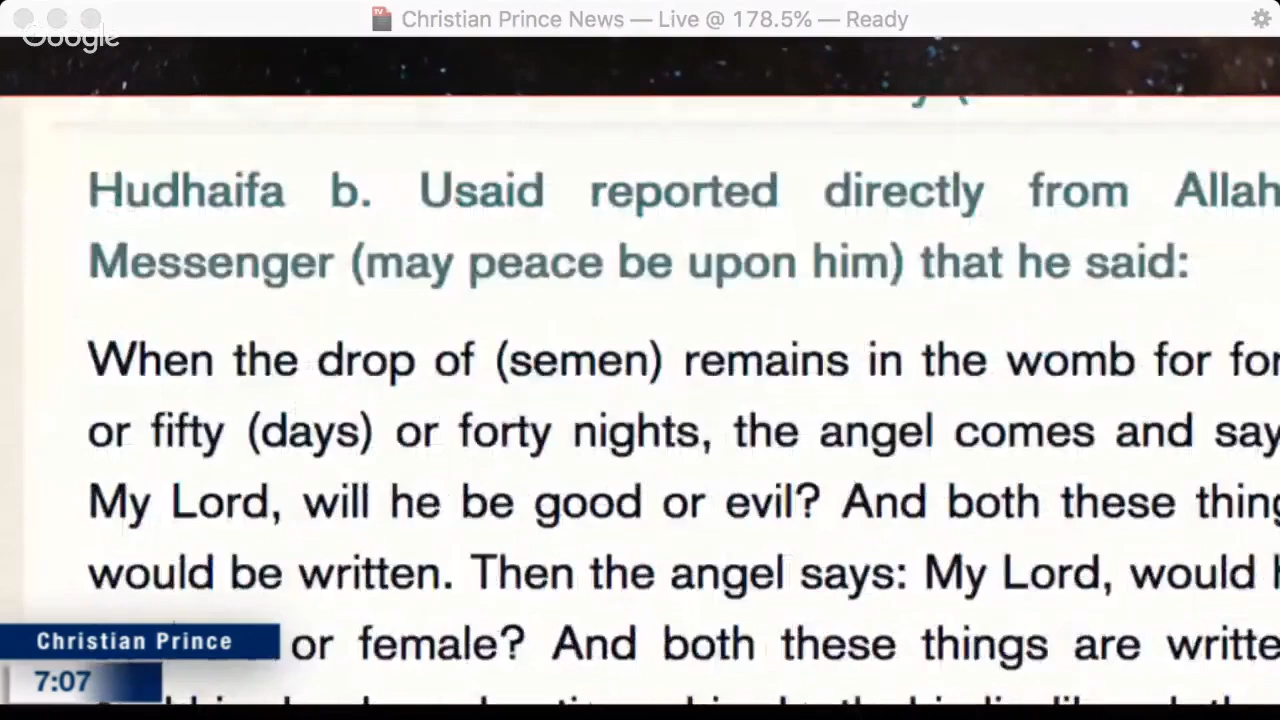 Christian Prince News — Live @ 178.5% — Ready
Google
Hudhaifa b. Usaid reported directly from Allah
Messenger (may peace be upon him) that he said:
When the drop of (semen) remains in the womb for for
or fifty (days) or forty nights, the angel comes and say
My Lord, will he be good or evil? And both these thing
would be written. Then the angel says: My Lord, would h
or female? And both these things are writte
Christian Prince
7:07